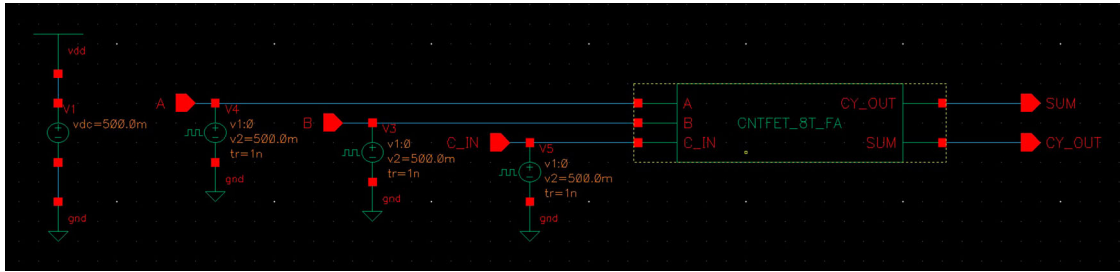 vdd
V1
vdc=500.0m
gnd
A
V4
v1:0
v2=500.0m
tr=1n
gnd
B
V3
v1:0
v2=500.0m
tr=1n
gnd
C_IN
V5
v1:0
v2=500.0m
tr=1n
gnd
A
B
C_IN
CNTFET_8T_FA
CY_OUT
SUM
SUM
CY_OUT